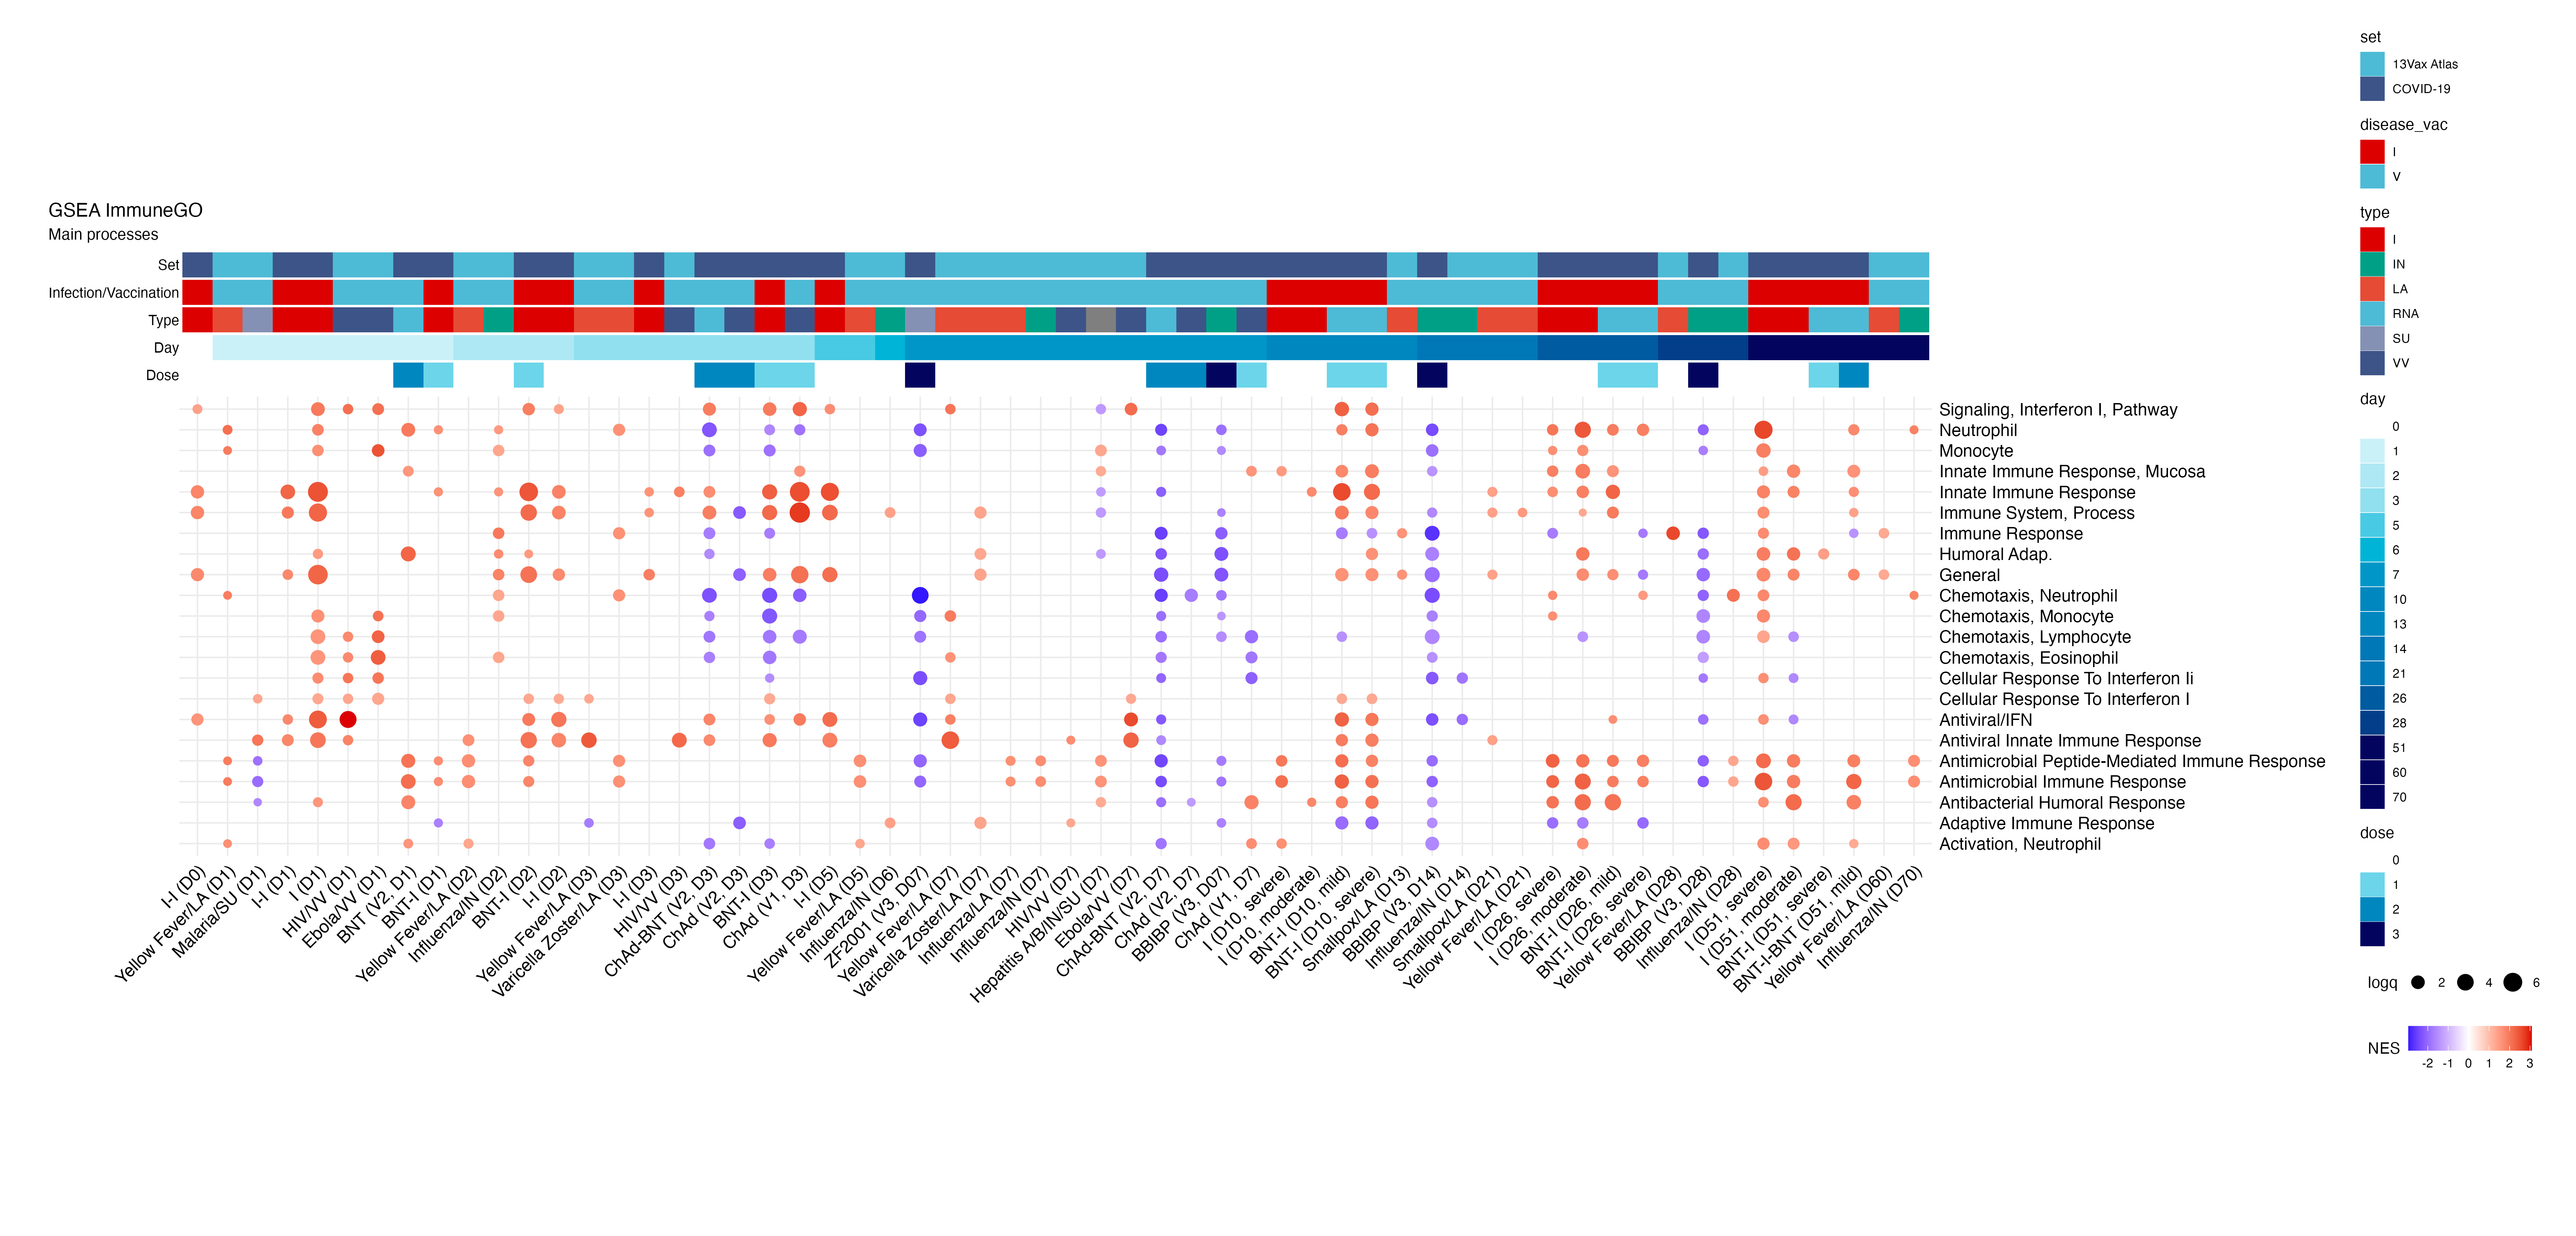 GSEA ImmuneGO
Main processes
Set
Infection/Vaccination
Type
Day
Dose
Signaling, Interferon I, Pathway
Neutrophil
Monocyte
Innate Immune Response, Mucosa
Innate Immune Response
Immune System, Process
Immune Response
Humoral Adap.
General
Chemotaxis, Neutrophil
Chemotaxis, Monocyte
Chemotaxis, Lymphocyte
Chemotaxis, Eosinophil
Cellular Response To Interferon Ii
Cellular Response To Interferon I
Antiviral/IFN
Antiviral Innate Immune Response
Antimicrobial Peptide-Mediated Immune Response
Antimicrobial Immune Response
Antibacterial Humoral Response
Adaptive Immune Response
Activation, Neutrophil
I-I (D0)
Yellow Fever/LA (D1)
Malaria/SU (D1)
I-I (D1)
I (D1)
HIV/VV (D1)
Ebola/VV (D1)
BNT (V2, D1)
BNT-I (D1)
Yellow Fever/LA (D2)
Influenza/IN (D2)
BNT-I (D2)
I-I (D2)
Yellow Fever/LA (D3)
Varicella Zoster/LA (D3)
I-I (D3)
HIV/VV (D3)
ChAd-BNT (V2, D3)
ChAd (V2, D3)
BNT-I (D3)
ChAd (V1, D3)
I-I (D5)
Yellow Fever/LA (D5)
Influenza/IN (D6)
ZF2001 (V3, D07)
Yellow Fever/LA (D7)
Varicella Zoster/LA (D7)
Influenza/LA (D7)
Influenza/IN (D7)
HIV/VV (D7)
Hepatitis A/B/IN/SU (D7)
Ebola/VV (D7)
ChAd-BNT (V2, D7)
ChAd (V2, D7)
BBIBP (V3, D07)
ChAd (V1, D7)
I (D10, severe)
I (D10, moderate)
BNT-I (D10, mild)
BNT-I (D10, severe)
Smallpox/LA (D13)
BBIBP (V3, D14)
Influenza/IN (D14)
Smallpox/LA (D21)
Yellow Fever/LA (D21)
I (D26, severe)
I (D26, moderate)
BNT-I (D26, mild)
BNT-I (D26, severe)
Yellow Fever/LA (D28)
BBIBP (V3, D28)
Influenza/IN (D28)
I (D51, severe)
I (D51, moderate)
BNT-I (D51, severe)
BNT-I-BNT (D51, mild)
Yellow Fever/LA (D60)
Influenza/IN (D70)
set
13Vax Atlas
COVID-19
disease_vac
I
V
type
I
IN
LA
RNA
SU
VV
day
0
1
2
3
5
6
7
10
13
14
21
26
28
51
60
70
dose
0
1
2
3
logq 2 4 6
NES
-2 -1 0 1 2 3